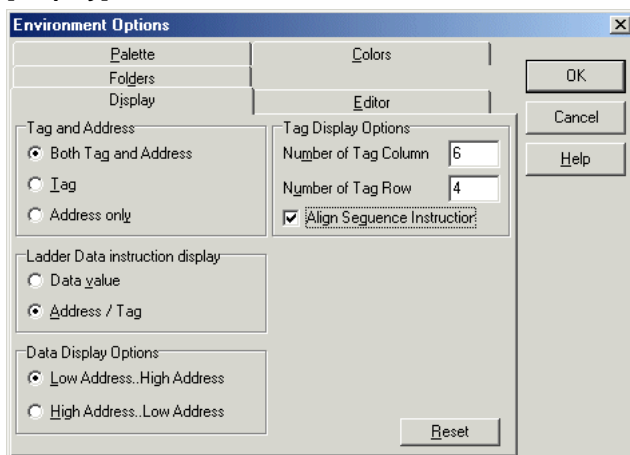 Environment Options
Palette
Colors
Folders
Display
Editor
OK
Cancel
Help
Tag and Address
Both Tag and Address
Tag
Address only
Tag Display Options
Number of Tag Column 6
Number of Tag Row 4
Align Sequence Instruction
Ladder Data instruction display
Data value
Address / Tag
Data Display Options
Low Address..High Address
High Address..Low Address
Reset